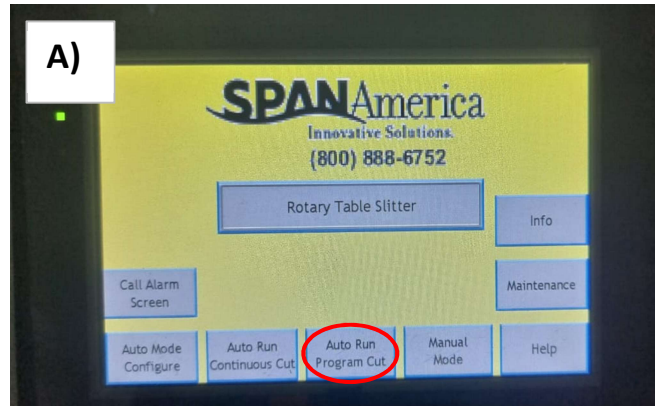 A)
SPANAmerica
Innovative Solutions.
(800) 888-6752
Rotary Table Slitter
Info
Call Alarm
Screen
Maintenance
Auto Mode
Configure
Auto Run
Continuous Cut
Auto Run
Program Cut
Manual
Mode
Help